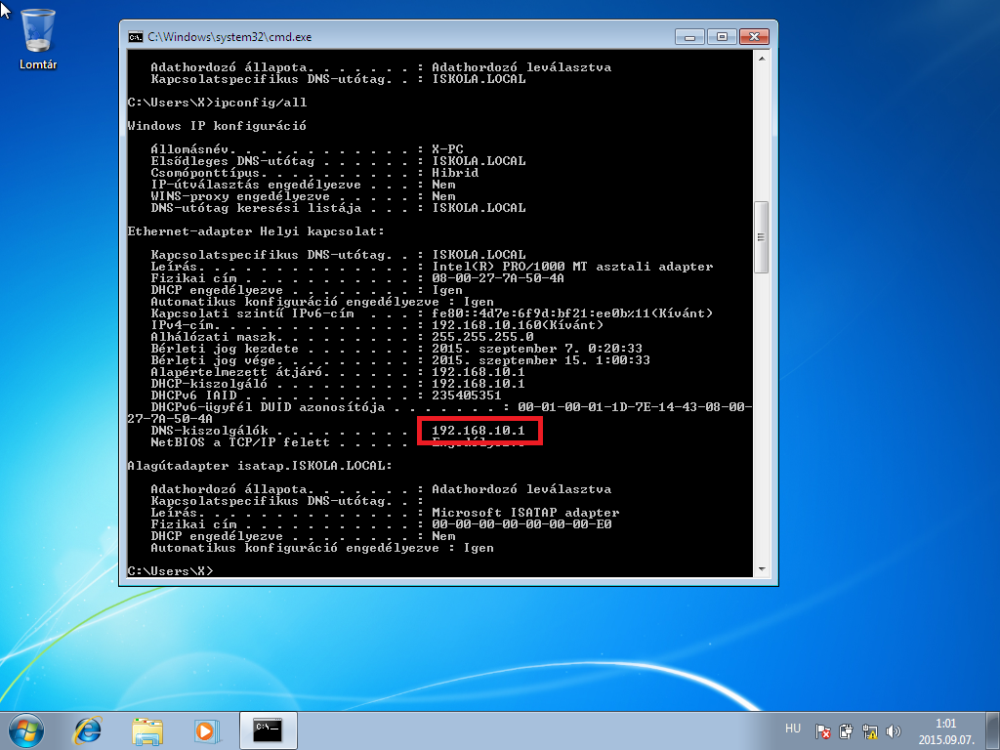 Lomtár
C:\Windows\system32\cmd.exe
Adathordozó állapota. . . . . . . : Adathordozó leválasztva
Kapcsolatspecifikus DNS-utótag. . : ISKOLA.LOCAL
C:\Users\X>ipconfig/all
Windows IP konfiguráció
Állomásnév. . . . . . . . . . . . : X-PC
Elsődleges DNS-utótag . . . . . . : ISKOLA.LOCAL
Csomóponttípus. . . . . . . . . . : Hibrid
IP-útválasztás engedélyezve . . . : Nem
WINS-proxy engedélyezve . . . . . : Nem
DNS-utótag keresési listája . . . : ISKOLA.LOCAL
Ethernet-adapter Helyi kapcsolat:
Kapcsolatspecifikus DNS-utótag. . : ISKOLA.LOCAL
Leírás. . . . . . . . . . . . . . : Intel(R) PRO/1000 MT asztali adapter
Fizikai cím . . . . . . . . . . . : 08-00-27-7A-50-4A
DHCP engedélyezve . . . . . . . . : Igen
Automatikus konfiguráció engedélyezve : Igen
Kapcsolati szintű IPv6-cím . . . : fe80::4d7e:6f9d:bf21:ee0b%11(Kívánt)
IPv4-cím. . . . . . . . . . . . . : 192.168.10.160(Kívánt)
Alhálózati maszk. . . . . . . . . : 255.255.255.0
Bérleti jog kezdete . . . . . . . : 2015. szeptember 7. 0:20:33
Bérleti jog vége. . . . . . . . . : 2015. szeptember 15. 1:00:33
Alapértelmezett átjáró. . . . . . : 192.168.10.1
DHCP-kiszolgáló . . . . . . . . . : 192.168.10.1
DHCPv6 IAID . . . . . . . . . . . : 235405351
DHCPv6-ügyfél DUID azonosítója . . . . . . . : 00-01-00-01-1D-7E-14-43-08-00-
27-7A-50-4A
DNS-kiszolgálók . . . . . . . . . 192.168.10.1
NetBIOS a TCP/IP felett . . . . . Engedélyezve
Alagútadapter isatap.ISKOLA.LOCAL:
Adathordozó állapota. . . . . . . : Adathordozó leválasztva
Kapcsolatspecifikus DNS-utótag. . :
Leírás. . . . . . . . . . . . . . : Microsoft ISATAP adapter
Fizikai cím . . . . . . . . . . . : 00-00-00-00-00-00-00-E0
DHCP engedélyezve . . . . . . . . : Nem
Automatikus konfiguráció engedélyezve : Igen
C:\Users\X>
HU
1:01
2015.09.07.